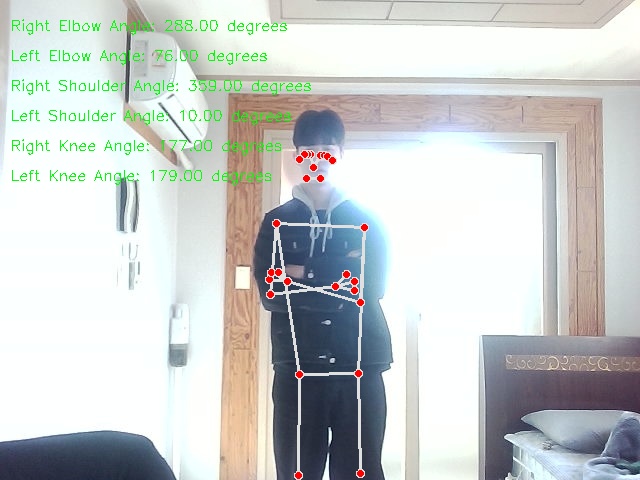 Right Elbow Angle: 288.00 degrees
Left Elbow Angle: 76.00 degrees
Right Shoulder Angle: 359.00 degrees
Left Shoulder Angle: 10.00 degrees
Right Knee Angle: 177.00 degrees
Left Knee Angle: 179.00 degrees